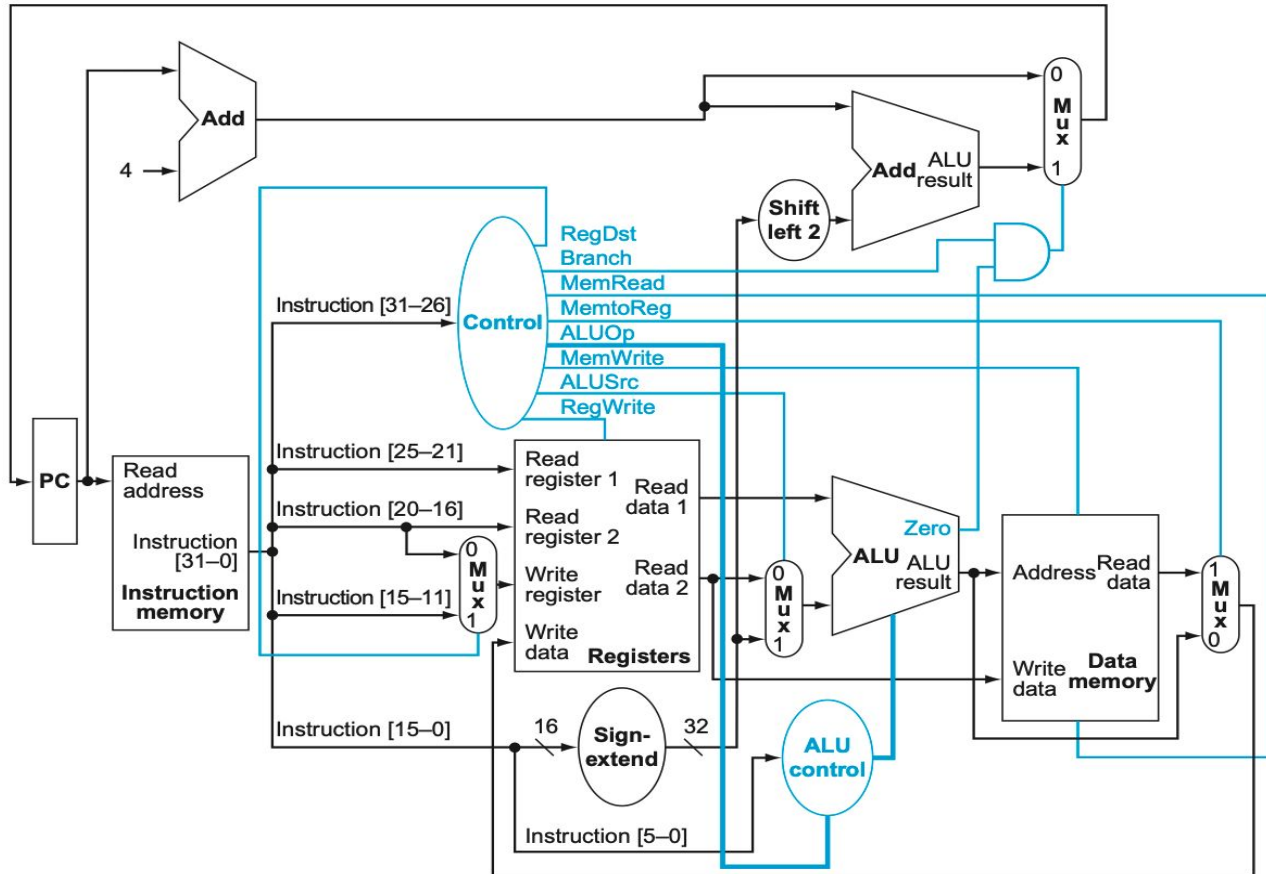 0
M
u
x
1
Add
4
Add
ALU
result
Shift
left 2
RegDst
Branch
MemRead
MemtoReg
ALUOp
MemWrite
ALUSrc
RegWrite
Control
Instruction [31–26]
Instruction [25–21]
Instruction [20–16]
Instruction [15–11]
Instruction [15–0]
Instruction [5–0]
PC
Read
address
Instruction
[31–0]
Instruction
memory
0
M
u
x
1
Read
register 1
Read
register 2
Write
register
Write
data
Read
data 1
Read
data 2
Registers
16
Sign-
extend
32
0
M
u
x
1
Zero
ALU
ALU
result
ALU
control
Address
Read
data
Write
data
Data
memory
1
M
u
x
0